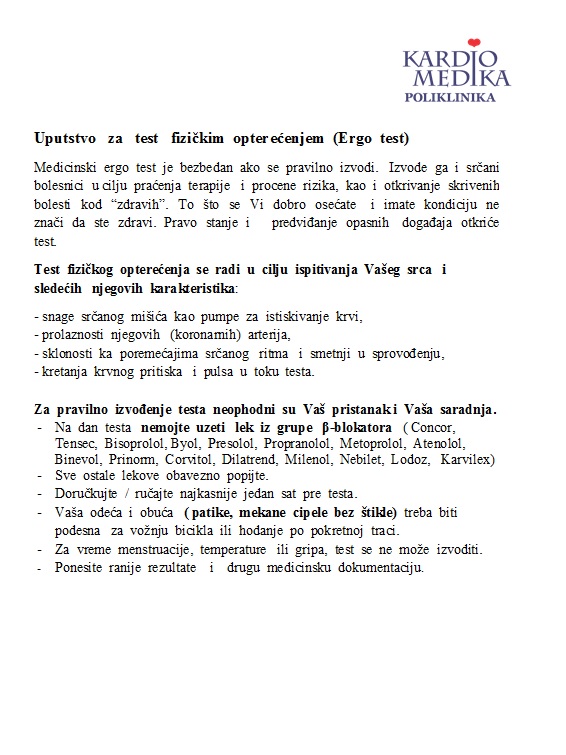 KARDIO
MEDIKA
POLIKLINIKA
Uputstvo za test fizičkim opterećenjem (Ergo test)
Medicinski ergo test je bezbedan ako se pravilno izvodi. Izvode ga i srčani
bolesnici u cilju praćenja terapije i procene rizika, kao i otkrivanje skrivenih
bolesti kod “zdravih”. To što se Vi dobro osećate i imate kondiciju ne
znači da ste zdravi. Pravo stanje i predviđanje opasnih događaja otkriće
test.
Test fizičkog opterećenja se radi u cilju ispitivanja Vašeg srca i
sledećih njegovih karakteristika:
- snage srčanog mišića kao pumpe za istiskivanje krvi,
- prolaznosti njegovih (koronarnih) arterija,
- sklonosti ka poremećajima srčanog ritma i smetnji u sprovođenju,
- kretanja krvnog pritiska i pulsa u toku testa.
Za pravilno izvođenje testa neophodni su Vaš pristanak i Vaša saradnja.
- Na dan testa nemojte uzeti lek iz grupe β-blokatora (Concor,
Tensec, Bisoprolol, Byol, Presolol, Propranolol, Metoprolol, Atenolol,
Binevol, Prinorm, Corvitol, Dilatrend, Milenol, Nebilet, Lodoz, Karvilex)
- Sve ostale lekove obavezno popijte.
- Doručkujte / ručajte najkasnije jedan sat pre testa.
- Vaša odeća i obuća (patike, mekane cipele bez štikle) treba biti
podesna za vožnju bicikla ili hodanje po pokretnoj traci.
- Za vreme menstruacije, temperature ili gripa, test se ne može izvoditi.
- Ponesite ranije rezultate i drugu medicinsku dokumentaciju.